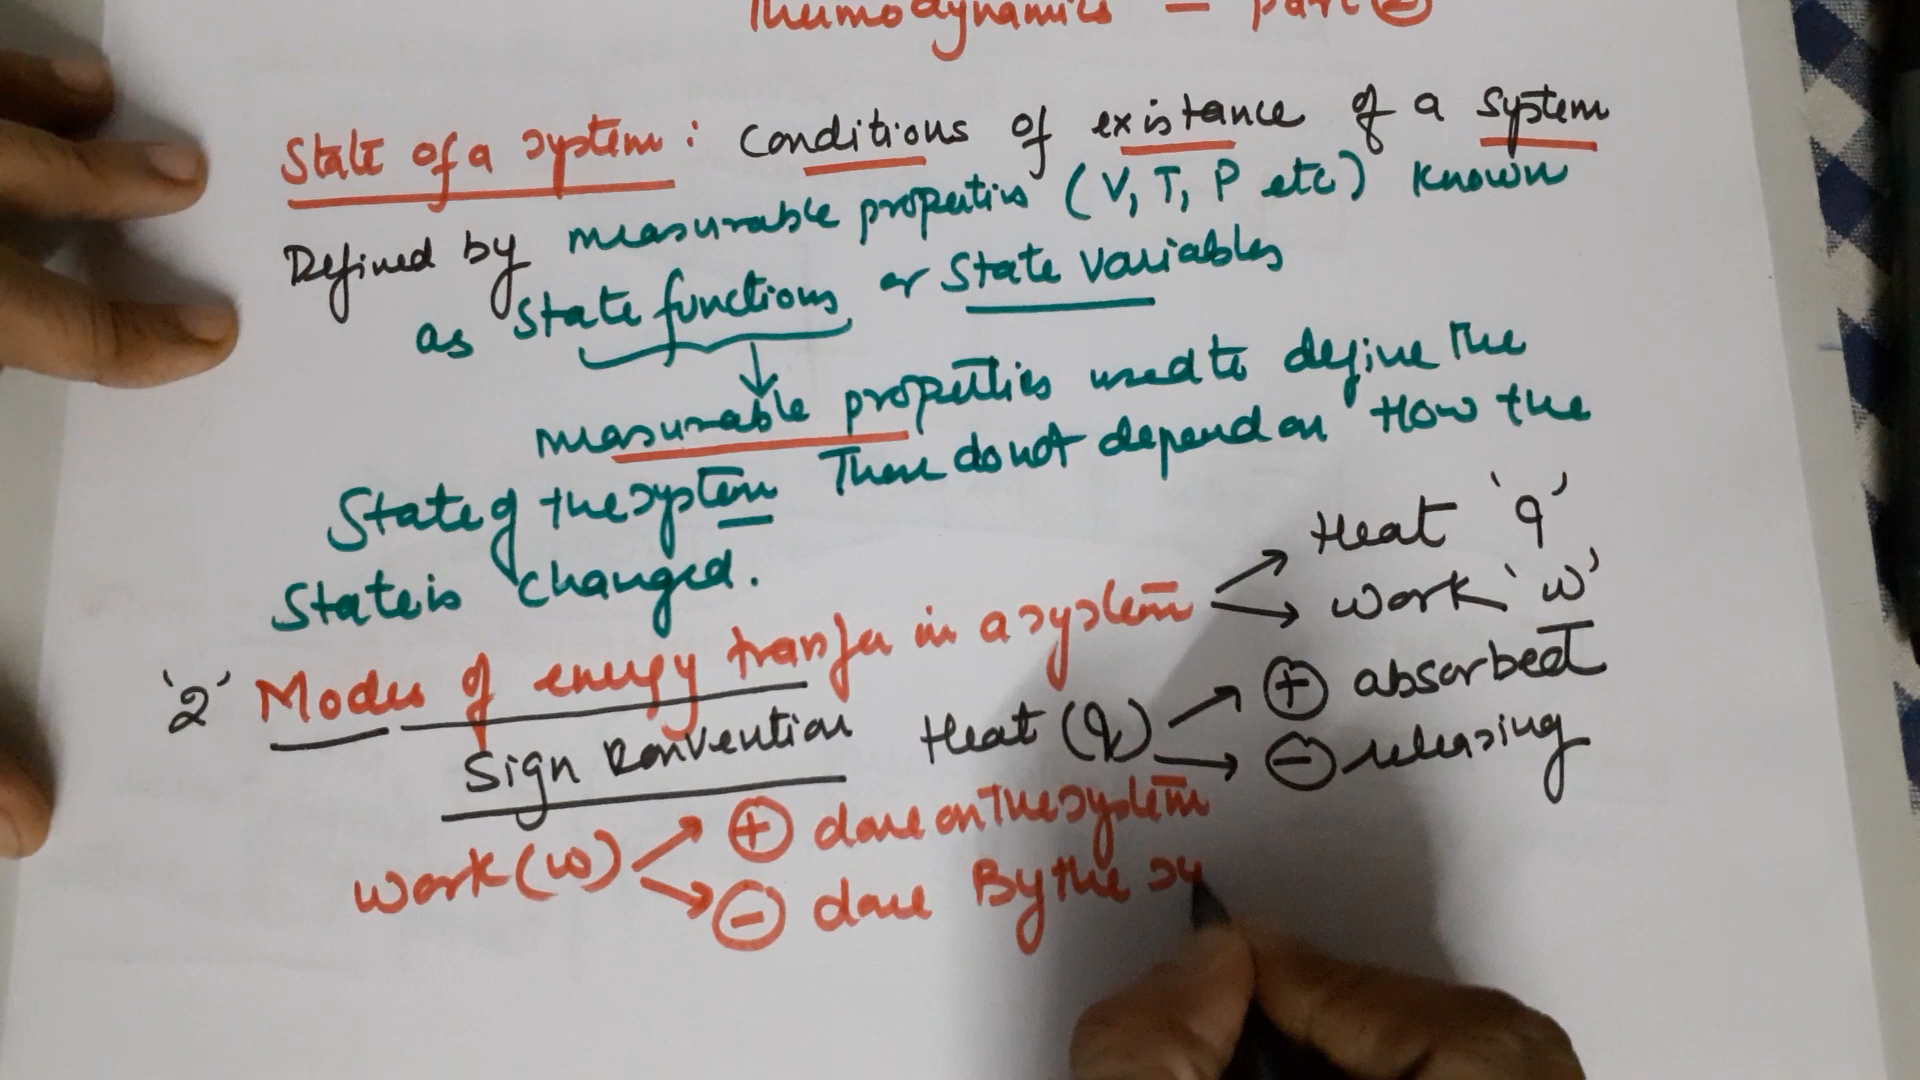 Thermodynamics - Part 2
State of a system: Conditions of existance of a system
Defined by measurable properties (V, T, P etc) known
as State functions or State variables
measurable properties used to define the
State of the system These do not depend on How the
State is changed.
'2' Modes of energy transfer in a system → Heat 'q'
→ work 'w'
Sign Convention Heat (q) → + absorbed
→ - releasing
Work (w) → + done on the system
→ - done By the sy